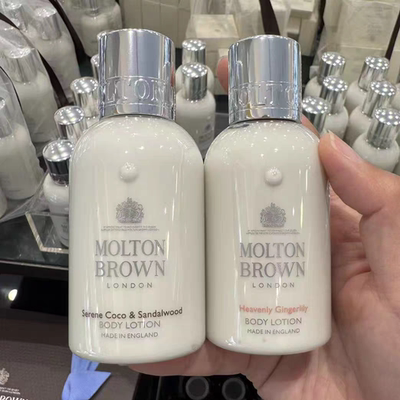 MOLTON
BROWN
LONDON
Serene Coco & Sandalwood
BODY LOTION
MADE IN ENGLAND
MOLTON
BROWN
LONDON
Heavenly Gingerlily
BODY LOTION
MADE IN ENGLAND